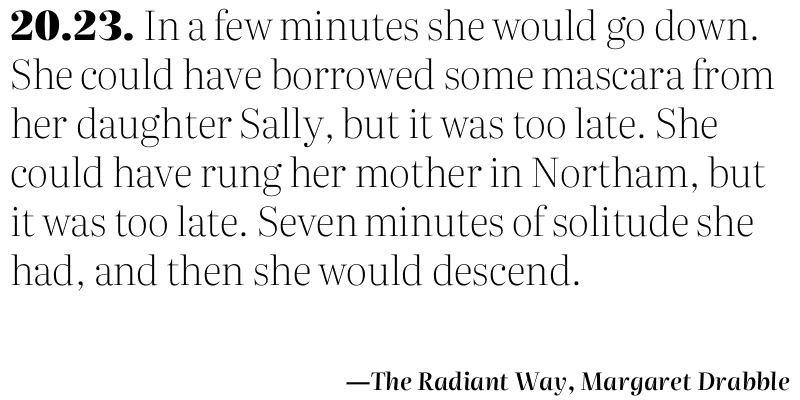 20.23. In a few minutes she would go down.
She could have borrowed some mascara from
her daughter Sally, but it was too late. She
could have rung her mother in Northam, but
it was too late. Seven minutes of solitude she
had, and then she would descend.
—The Radiant Way, Margaret Drabble